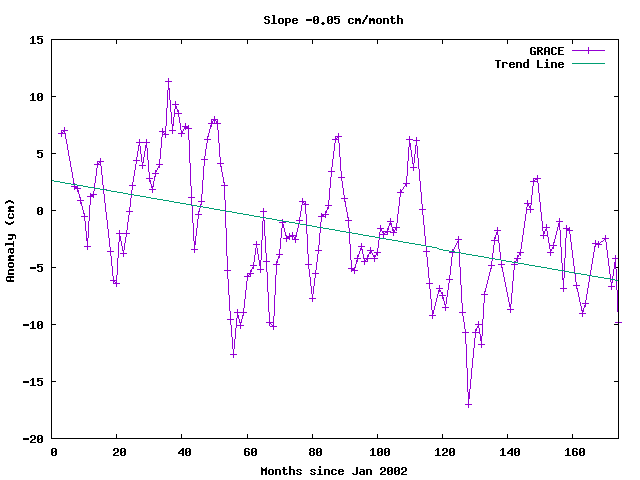 Slope -0.05 cm/month
GRACE
Trend Line
15
10
5
0
-5
-10
-15
-20
Anomaly (cm)
0 20 40 60 80 100 120 140 160
Months since Jan 2002